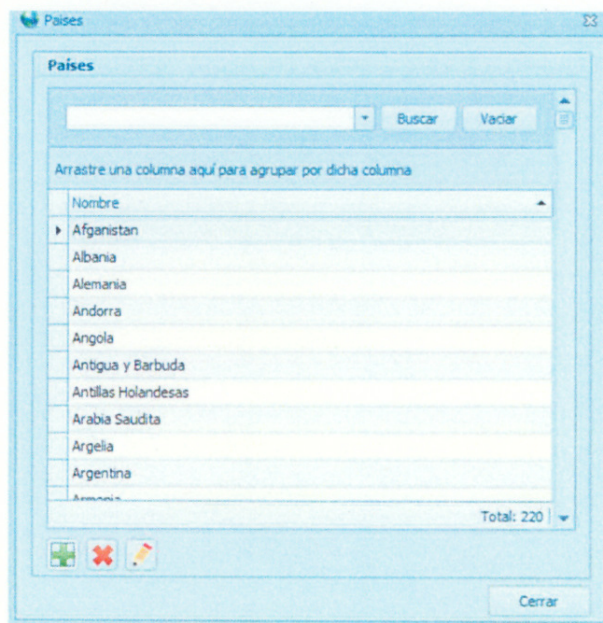 Paises
Países
Buscar Vaciar
Arrastre una columna aquí para agrupar por dicha columna
Nombre
Afganistan
Albania
Alemania
Andorra
Angola
Antigua y Barbuda
Antillas Holandesas
Arabia Saudita
Argelia
Argentina
Armenia
Total: 220
Cerrar